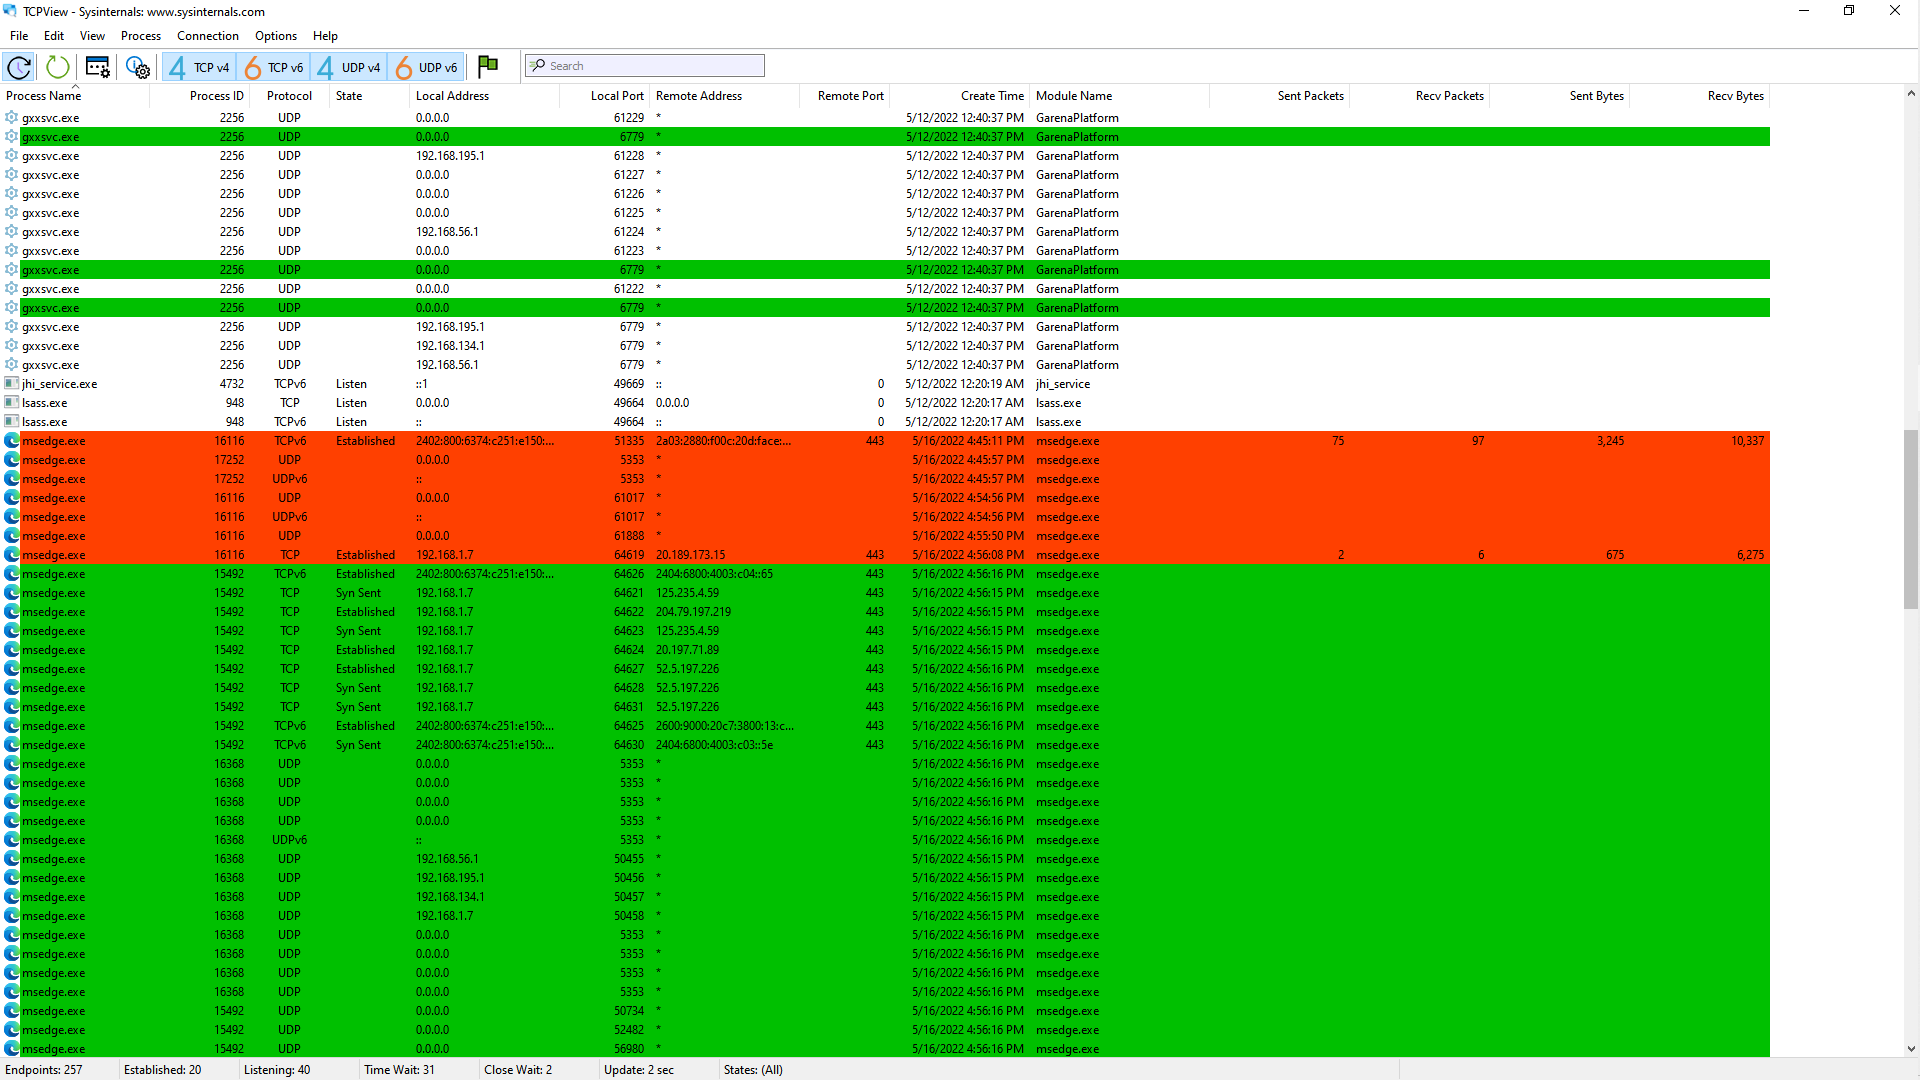 TCPView - Sysinternals: www.sysinternals.com
File Edit View Process Connection Options Help
4 TCP v4 6 TCP v6 4 UDP v4 6 UDP v6 Search
Process Name Process ID Protocol State Local Address Local Port Remote Address Remote Port Create Time Module Name Sent Packets Recv Packets Sent Bytes Recv Bytes
gxxsvc.exe 2256 UDP 0.0.0.0 61229 * 5/12/2022 12:40:37 PM GarenaPlatform
gxxsvc.exe 2256 UDP 0.0.0.0 6779 * 5/12/2022 12:40:37 PM GarenaPlatform
gxxsvc.exe 2256 UDP 192.168.195.1 61228 * 5/12/2022 12:40:37 PM GarenaPlatform
gxxsvc.exe 2256 UDP 0.0.0.0 61227 * 5/12/2022 12:40:37 PM GarenaPlatform
gxxsvc.exe 2256 UDP 0.0.0.0 61226 * 5/12/2022 12:40:37 PM GarenaPlatform
gxxsvc.exe 2256 UDP 0.0.0.0 61225 * 5/12/2022 12:40:37 PM GarenaPlatform
gxxsvc.exe 2256 UDP 192.168.56.1 61224 * 5/12/2022 12:40:37 PM GarenaPlatform
gxxsvc.exe 2256 UDP 0.0.0.0 61223 * 5/12/2022 12:40:37 PM GarenaPlatform
gxxsvc.exe 2256 UDP 0.0.0.0 6779 * 5/12/2022 12:40:37 PM GarenaPlatform
gxxsvc.exe 2256 UDP 0.0.0.0 61222 * 5/12/2022 12:40:37 PM GarenaPlatform
gxxsvc.exe 2256 UDP 0.0.0.0 6779 * 5/12/2022 12:40:37 PM GarenaPlatform
gxxsvc.exe 2256 UDP 192.168.195.1 6779 * 5/12/2022 12:40:37 PM GarenaPlatform
gxxsvc.exe 2256 UDP 192.168.134.1 6779 * 5/12/2022 12:40:37 PM GarenaPlatform
gxxsvc.exe 2256 UDP 192.168.56.1 6779 * 5/12/2022 12:40:37 PM GarenaPlatform
jhi_service.exe 4732 TCPv6 Listen ::1 49669 :: 0 5/12/2022 12:20:19 AM jhi_service
lsass.exe 948 TCP Listen 0.0.0.0 49664 0.0.0.0 0 5/12/2022 12:20:17 AM lsass.exe
lsass.exe 948 TCPv6 Listen :: 49664 :: 0 5/12/2022 12:20:17 AM lsass.exe
msedge.exe 16116 TCPv6 Established 2402:800:6374:c251:e150:... 51335 2a03:2880:f00c:20d:face:... 443 5/16/2022 4:45:11 PM msedge.exe 75 97 3,245 10,337
msedge.exe 17252 UDP 0.0.0.0 5353 * 5/16/2022 4:45:57 PM msedge.exe
msedge.exe 17252 UDPv6 :: 5353 * 5/16/2022 4:45:57 PM msedge.exe
msedge.exe 16116 UDP 0.0.0.0 61017 * 5/16/2022 4:54:56 PM msedge.exe
msedge.exe 16116 UDPv6 :: 61017 * 5/16/2022 4:54:56 PM msedge.exe
msedge.exe 16116 UDP 0.0.0.0 61888 * 5/16/2022 4:55:50 PM msedge.exe
msedge.exe 16116 TCP Established 192.168.1.7 64619 20.189.173.15 443 5/16/2022 4:56:08 PM msedge.exe 2 6 675 6,275
msedge.exe 15492 TCPv6 Established 2402:800:6374:c251:e150:... 64626 2404:6800:4003:c04::65 443 5/16/2022 4:56:16 PM msedge.exe
msedge.exe 15492 TCP Syn Sent 192.168.1.7 64621 125.235.4.59 443 5/16/2022 4:56:15 PM msedge.exe
msedge.exe 15492 TCP Established 192.168.1.7 64622 204.79.197.219 443 5/16/2022 4:56:15 PM msedge.exe
msedge.exe 15492 TCP Syn Sent 192.168.1.7 64623 125.235.4.59 443 5/16/2022 4:56:15 PM msedge.exe
msedge.exe 15492 TCP Established 192.168.1.7 64624 20.197.71.89 443 5/16/2022 4:56:15 PM msedge.exe
msedge.exe 15492 TCP Established 192.168.1.7 64627 52.5.197.226 443 5/16/2022 4:56:16 PM msedge.exe
msedge.exe 15492 TCP Syn Sent 192.168.1.7 64628 52.5.197.226 443 5/16/2022 4:56:16 PM msedge.exe
msedge.exe 15492 TCP Syn Sent 192.168.1.7 64631 52.5.197.226 443 5/16/2022 4:56:16 PM msedge.exe
msedge.exe 15492 TCPv6 Established 2402:800:6374:c251:e150:... 64625 2600:9000:20c7:3800:13:c... 443 5/16/2022 4:56:16 PM msedge.exe
msedge.exe 15492 TCPv6 Syn Sent 2402:800:6374:c251:e150:... 64630 2404:6800:4003:c03::5e 443 5/16/2022 4:56:16 PM msedge.exe
msedge.exe 16368 UDP 0.0.0.0 5353 * 5/16/2022 4:56:16 PM msedge.exe
msedge.exe 16368 UDP 0.0.0.0 5353 * 5/16/2022 4:56:16 PM msedge.exe
msedge.exe 16368 UDP 0.0.0.0 5353 * 5/16/2022 4:56:16 PM msedge.exe
msedge.exe 16368 UDP 0.0.0.0 5353 * 5/16/2022 4:56:16 PM msedge.exe
msedge.exe 16368 UDPv6 :: 5353 * 5/16/2022 4:56:16 PM msedge.exe
msedge.exe 16368 UDP 192.168.56.1 50455 * 5/16/2022 4:56:15 PM msedge.exe
msedge.exe 16368 UDP 192.168.195.1 50456 * 5/16/2022 4:56:15 PM msedge.exe
msedge.exe 16368 UDP 192.168.134.1 50457 * 5/16/2022 4:56:15 PM msedge.exe
msedge.exe 16368 UDP 192.168.1.7 50458 * 5/16/2022 4:56:15 PM msedge.exe
msedge.exe 16368 UDP 0.0.0.0 5353 * 5/16/2022 4:56:16 PM msedge.exe
msedge.exe 16368 UDP 0.0.0.0 5353 * 5/16/2022 4:56:16 PM msedge.exe
msedge.exe 16368 UDP 0.0.0.0 5353 * 5/16/2022 4:56:16 PM msedge.exe
msedge.exe 16368 UDP 0.0.0.0 5353 * 5/16/2022 4:56:16 PM msedge.exe
msedge.exe 15492 UDP 0.0.0.0 50734 * 5/16/2022 4:56:16 PM msedge.exe
msedge.exe 15492 UDP 0.0.0.0 52482 * 5/16/2022 4:56:16 PM msedge.exe
msedge.exe 15492 UDP 0.0.0.0 56980 * 5/16/2022 4:56:16 PM msedge.exe
Endpoints: 257 Established: 20 Listening: 40 Time Wait: 31 Close Wait: 2 Update: 2 sec States: (All)